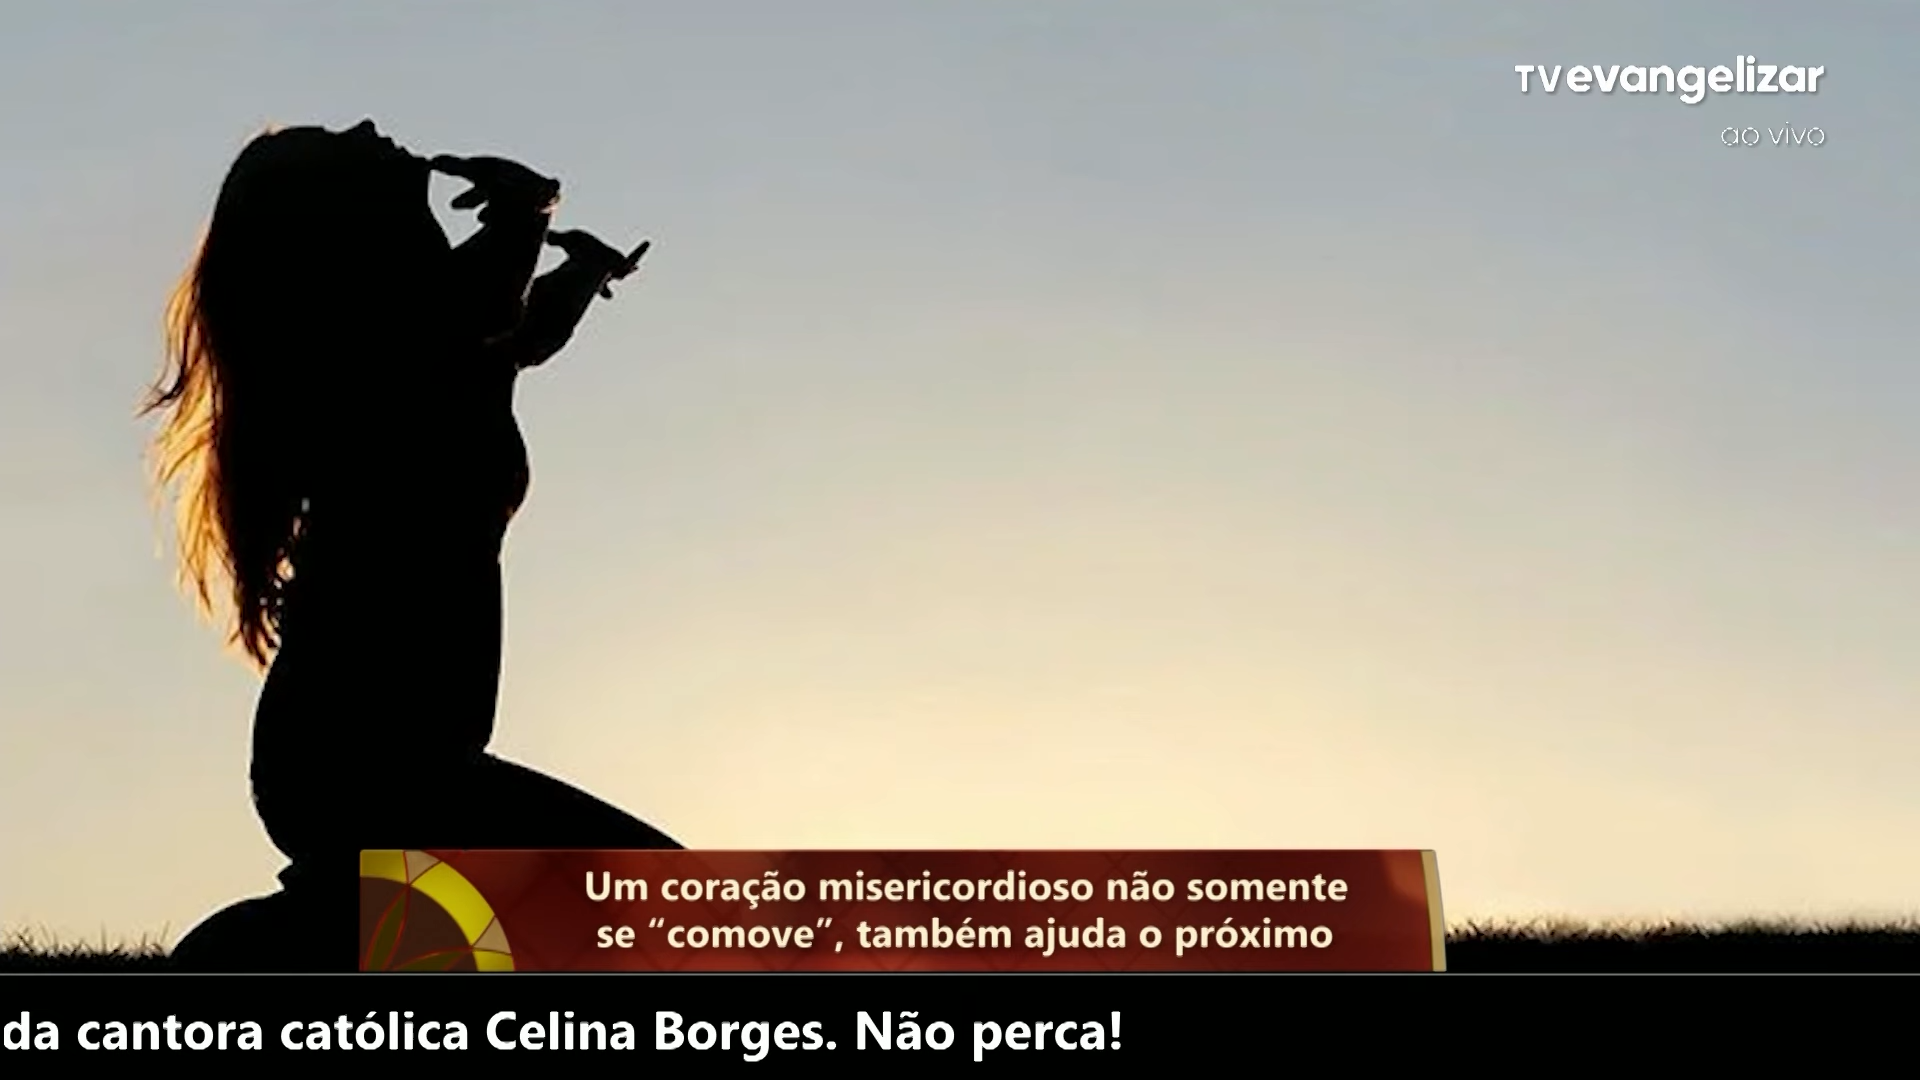 TVevangelizar
ao vivo
Um coração misericordioso não somente
se “comove”, também ajuda o próximo
da cantora católica Celina Borges. Não perca!